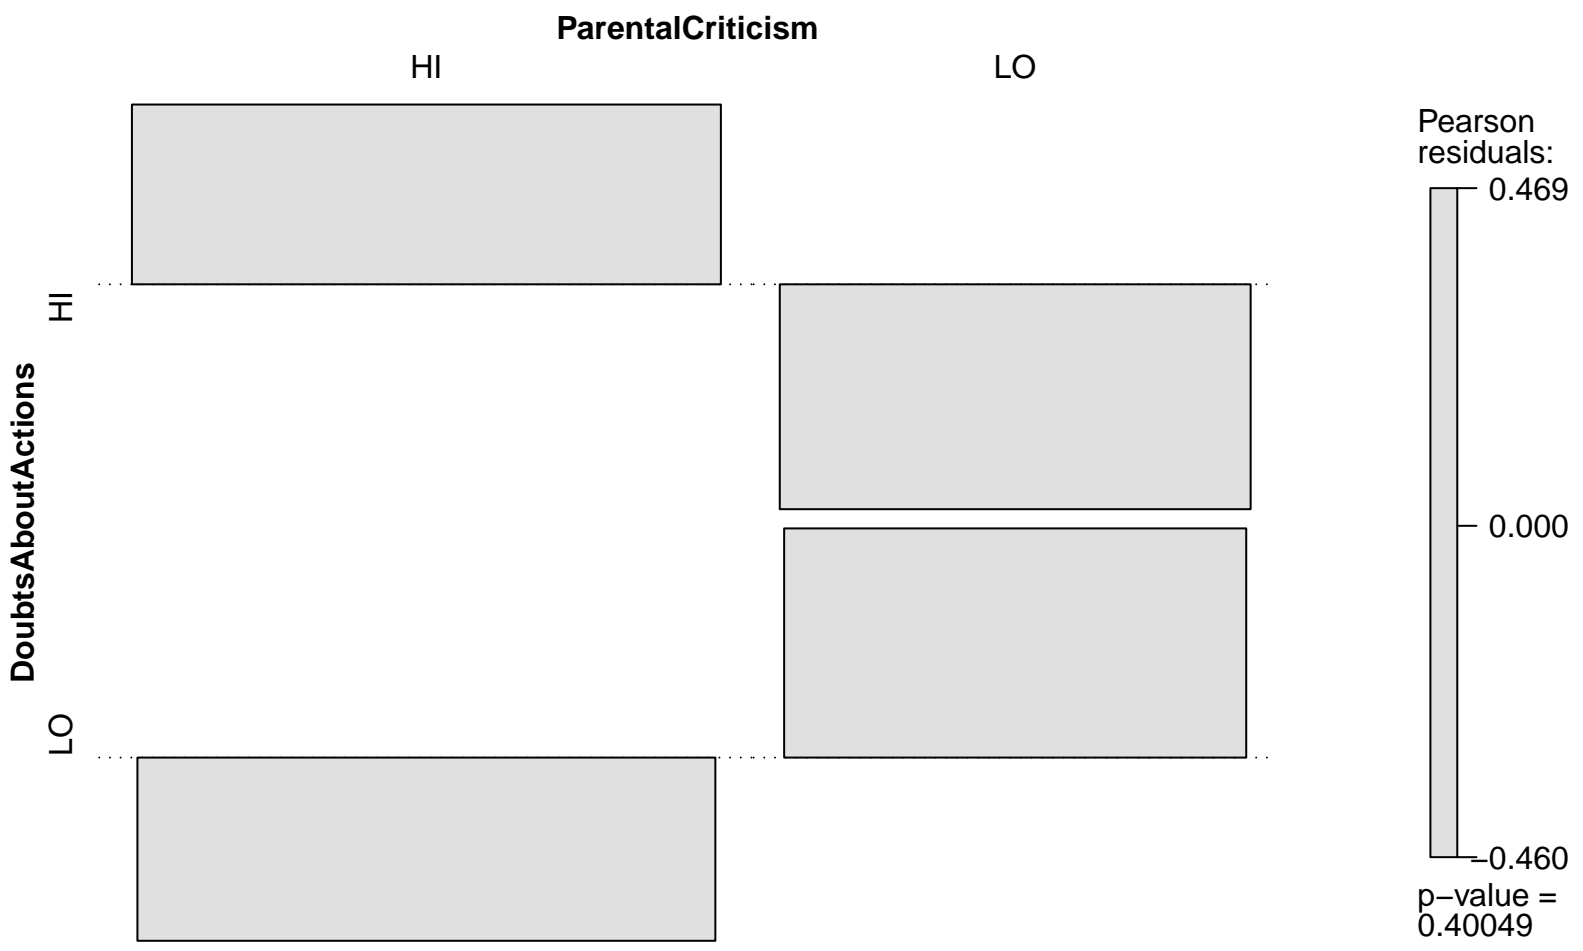 ParentalCriticism
HI
LO
Pearson
residuals:
0.469
0.000
−0.460
p−value =
0.40049
DoubtsAboutActions
HI
LO